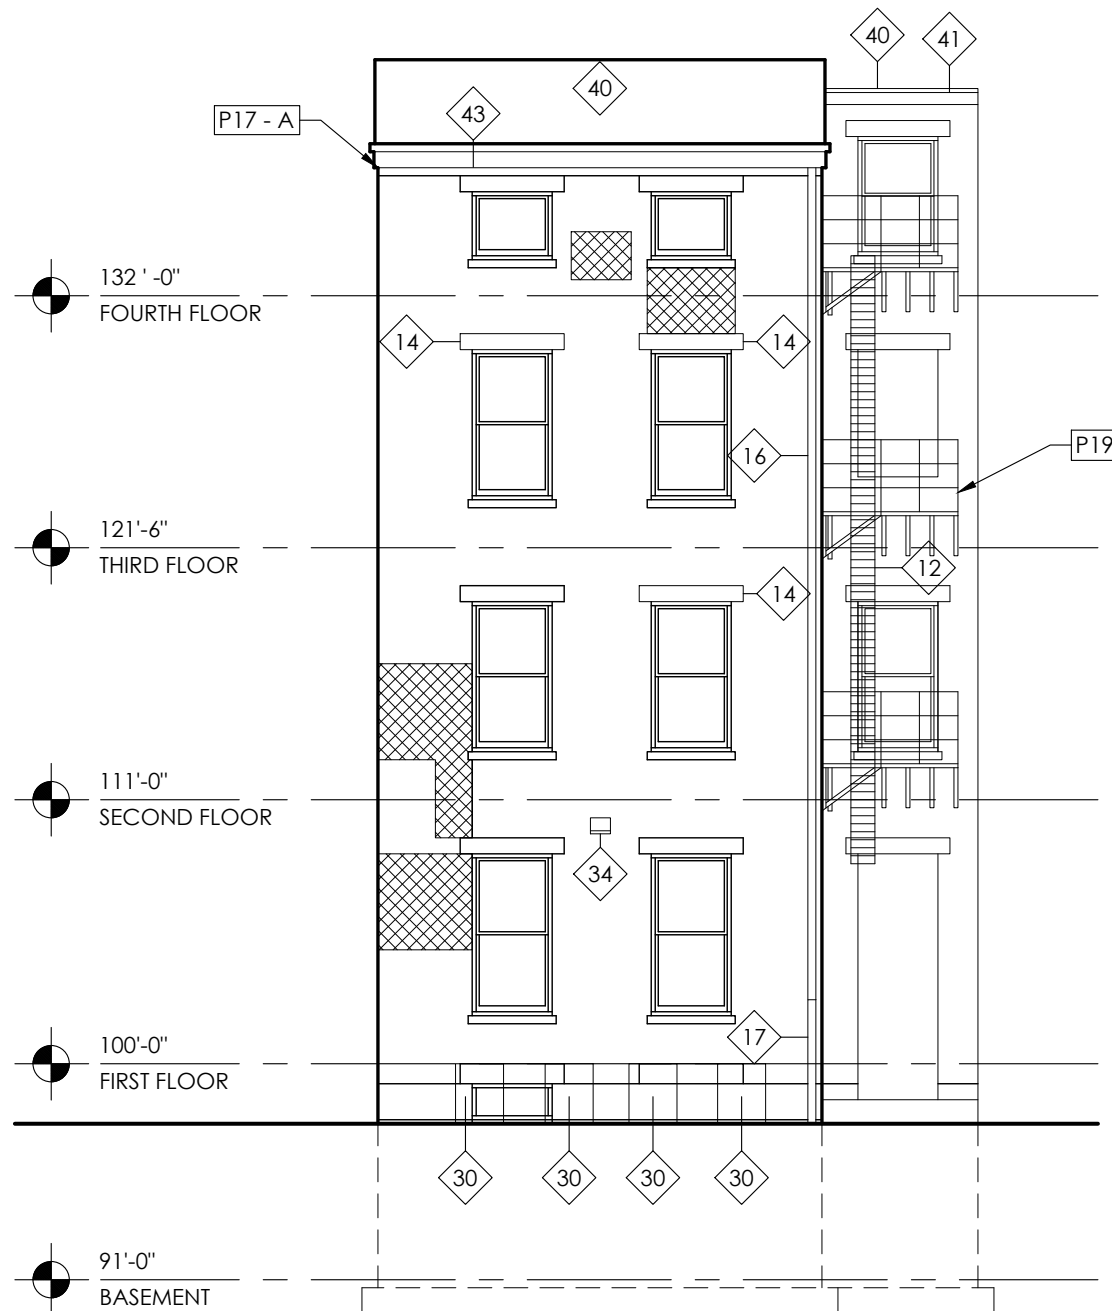 40
41
40
P17 - A
43
132 ' -0"
FOURTH FLOOR
14
14
16
P19
121'-6"
THIRD FLOOR
12
14
111'-0"
SECOND FLOOR
34
17
100'-0"
FIRST FLOOR
30
30
30
30
91'-0"
BASEMENT